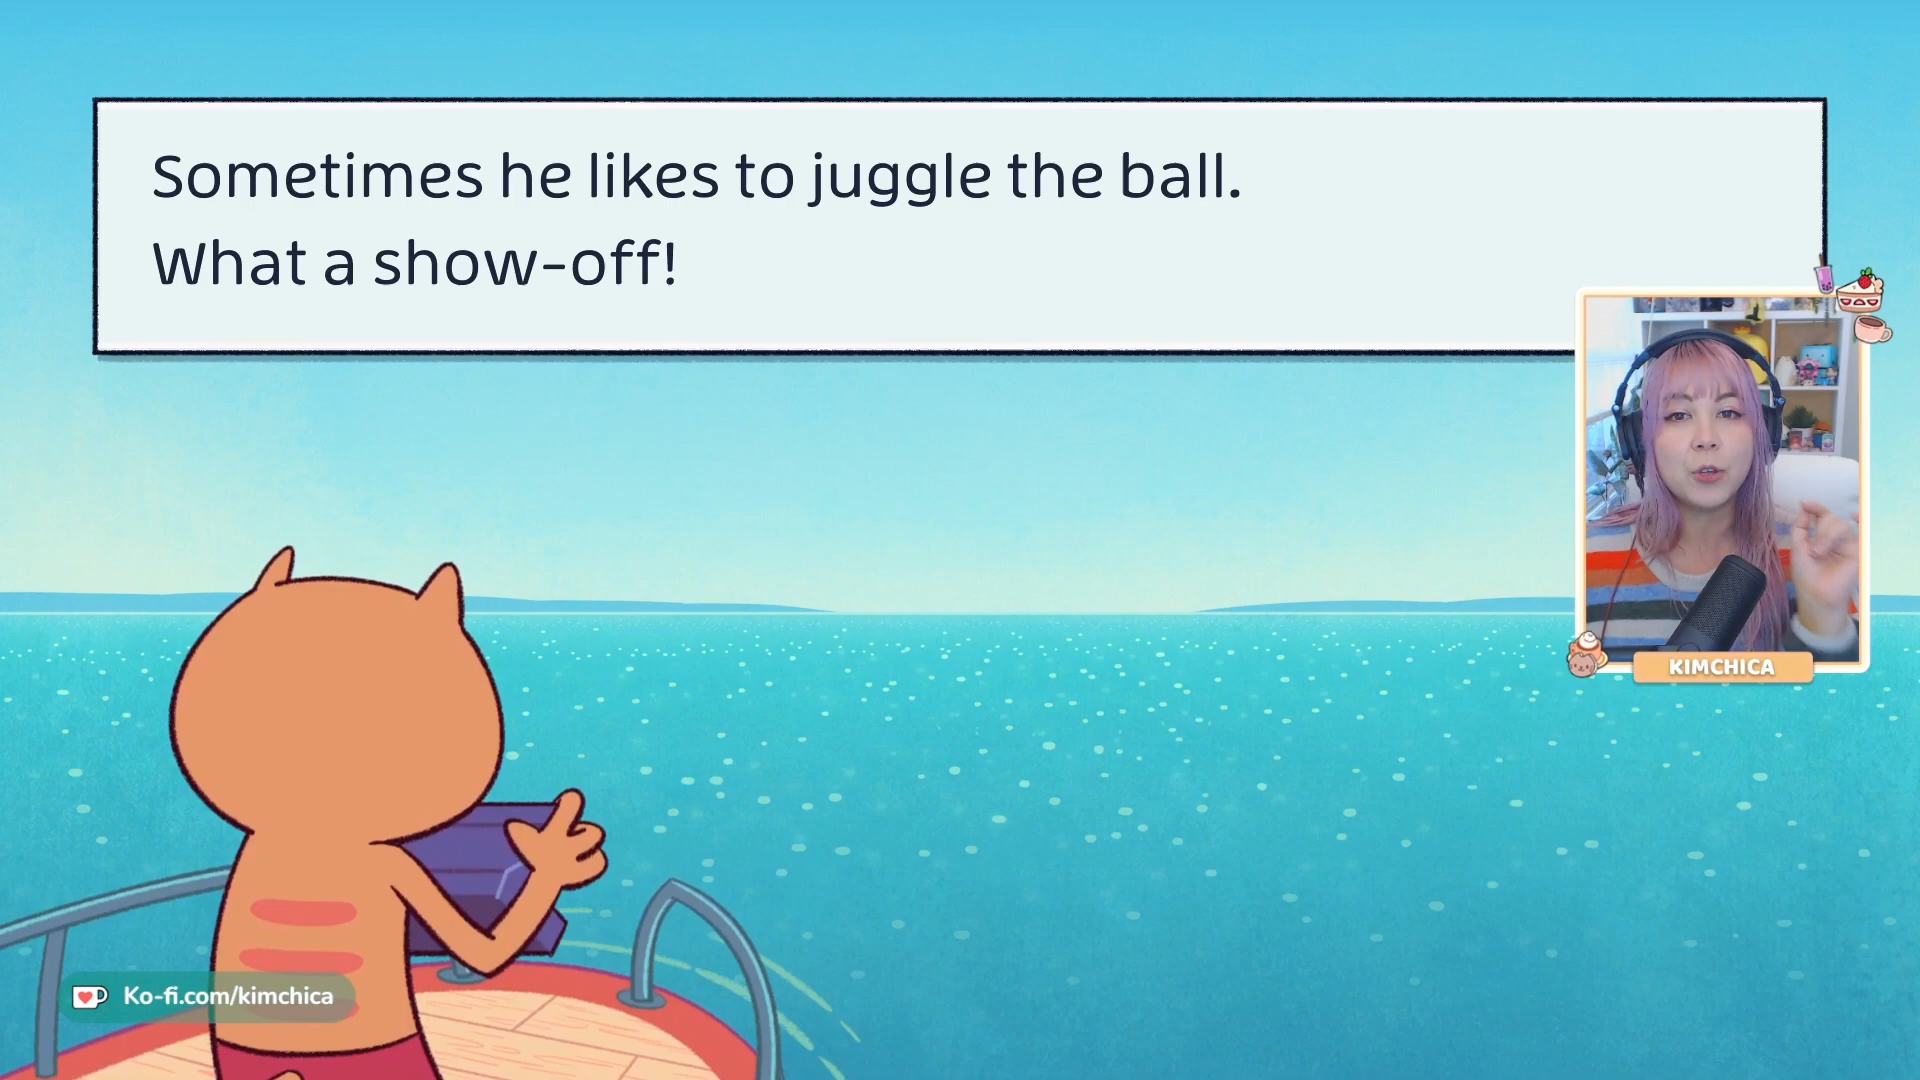 Sometimes he likes to juggle the ball.
What a show-off!
KIMCHICA
Ko-fi.com/kimchica